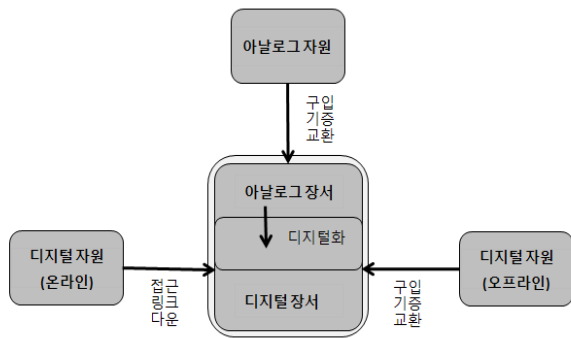 아날로그 자원
구입
기증
교환
아날로그 장서
디지털화
디지털 장서
디지털 자원
(온라인)
접근
링크
다운
디지털 자원
(오프라인)
구입
기증
교환